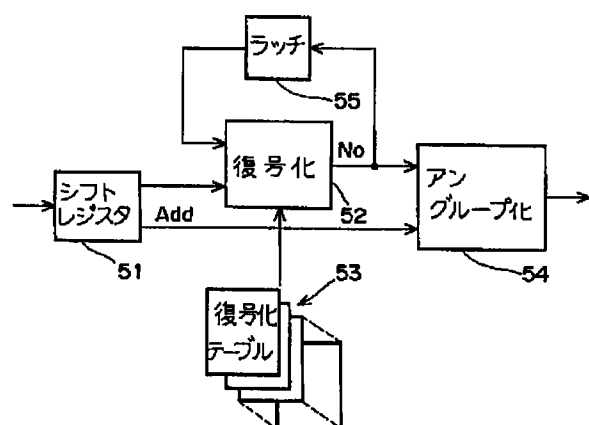 ラッチ
55
復号化
No
52
シフト
レジスタ
Add
51
アン
グループ化
54
復号化
テーブル
53